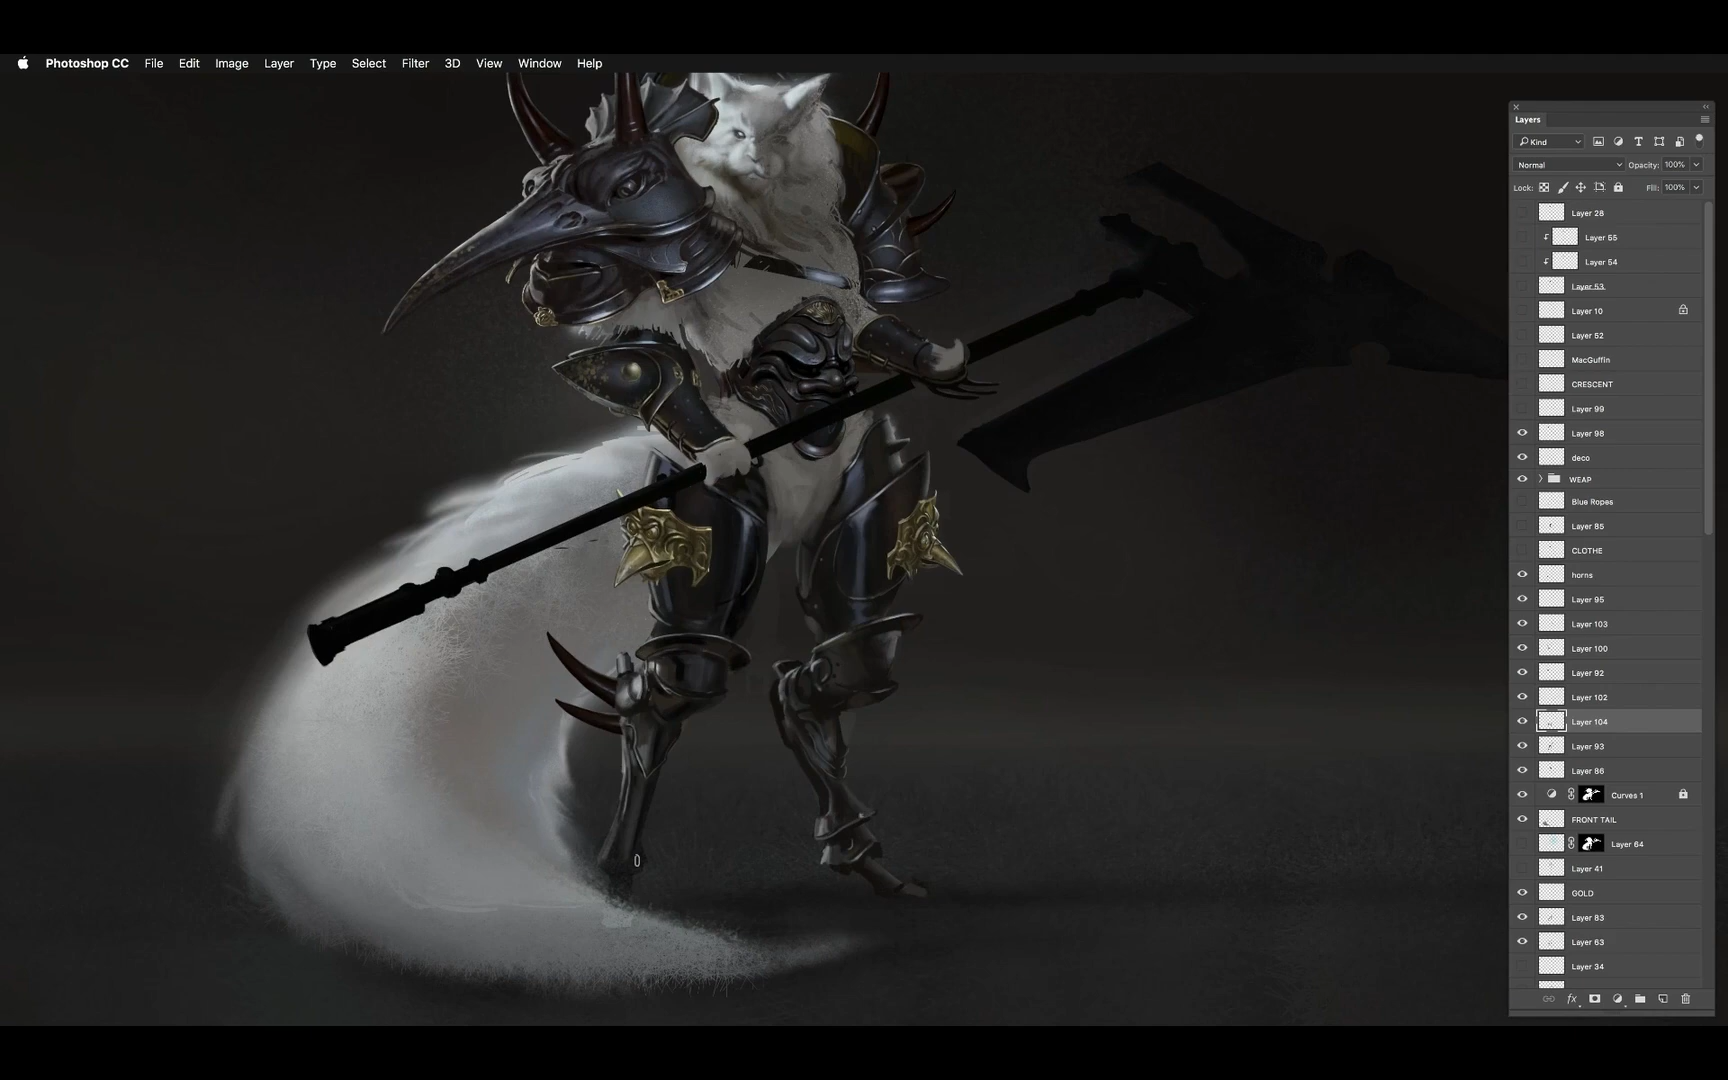 Photoshop CC File Edit Image Layer Type Select Filter 3D View Window Help
Layers
Kind
Normal Opacity: 100%
Lock: Fill: 100%
Layer 28
Layer 55
Layer 54
Layer 53
Layer 10
Layer 52
MacGuffin
CRESCENT
Layer 99
Layer 98
deco
WEAP
Blue Ropes
Layer 85
CLOTHE
horns
Layer 95
Layer 103
Layer 100
Layer 92
Layer 102
Layer 104
Layer 93
Layer 86
Curves 1
FRONT TAIL
Layer 64
Layer 41
GOLD
Layer 83
Layer 63
Layer 34
fx